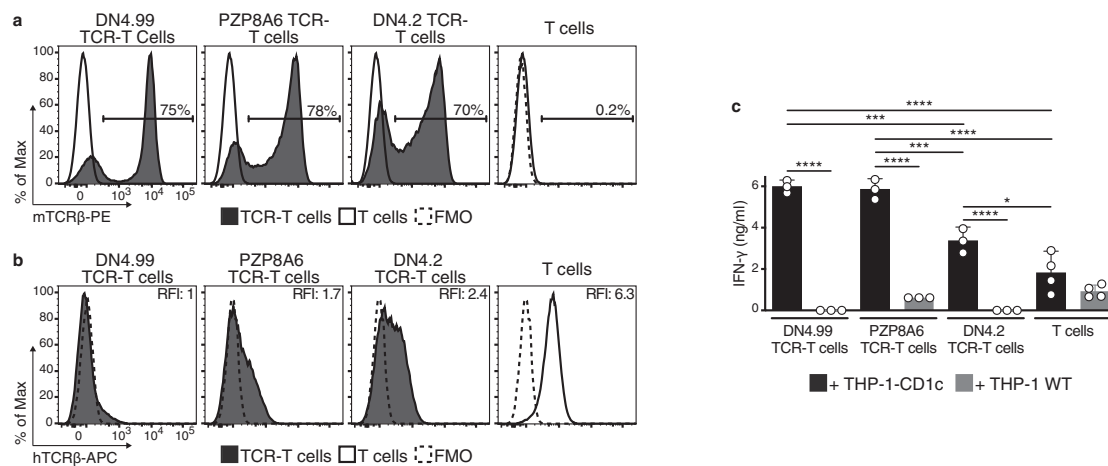 a
DN4.99
TCR-T Cells
PZP8A6 TCR-
T cells
DN4.2 TCR-
T cells
T cells
100
80
60
40
20
0
% of Max
75%
78%
70%
0.2%
0 10³ 10⁴ 10⁵
mTCRβ-PE
TCR-T cells T cells FMO
b
DN4.99
TCR-T cells
PZP8A6
TCR-T cells
DN4.2
TCR-T cells
T cells
RFI: 1
RFI: 1.7
RFI: 2.4
RFI: 6.3
100
80
60
40
20
0
% of Max
0 10³ 10⁴ 10⁵
hTCRβ-APC
TCR-T cells T cells FMO
c
****
***
****
***
****
****
*
****
6
4
2
0
IFN-γ (ng/ml)
DN4.99
TCR-T cells
PZP8A6
TCR-T cells
DN4.2
TCR-T cells
T cells
+ THP-1-CD1c + THP-1 WT